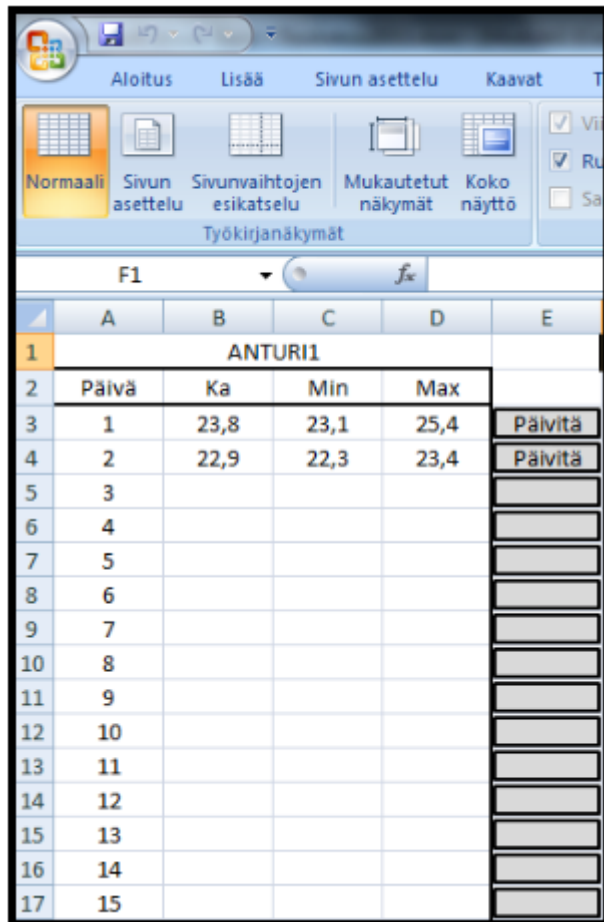 Aloitus Lisää Sivun asettelu Kaavat
Normaali Sivun asettelu Sivunvaihtojen esikatselu Mukautetut näkymät Koko näyttö
Työkirjanäkymät
F1 fx
A B C D E
1 ANTURI1
2 Päivä Ka Min Max
3 1 23,8 23,1 25,4 Päivitä
4 2 22,9 22,3 23,4 Päivitä
5 3
6 4
7 5
8 6
9 7
10 8
11 9
12 10
13 11
14 12
15 13
16 14
17 15